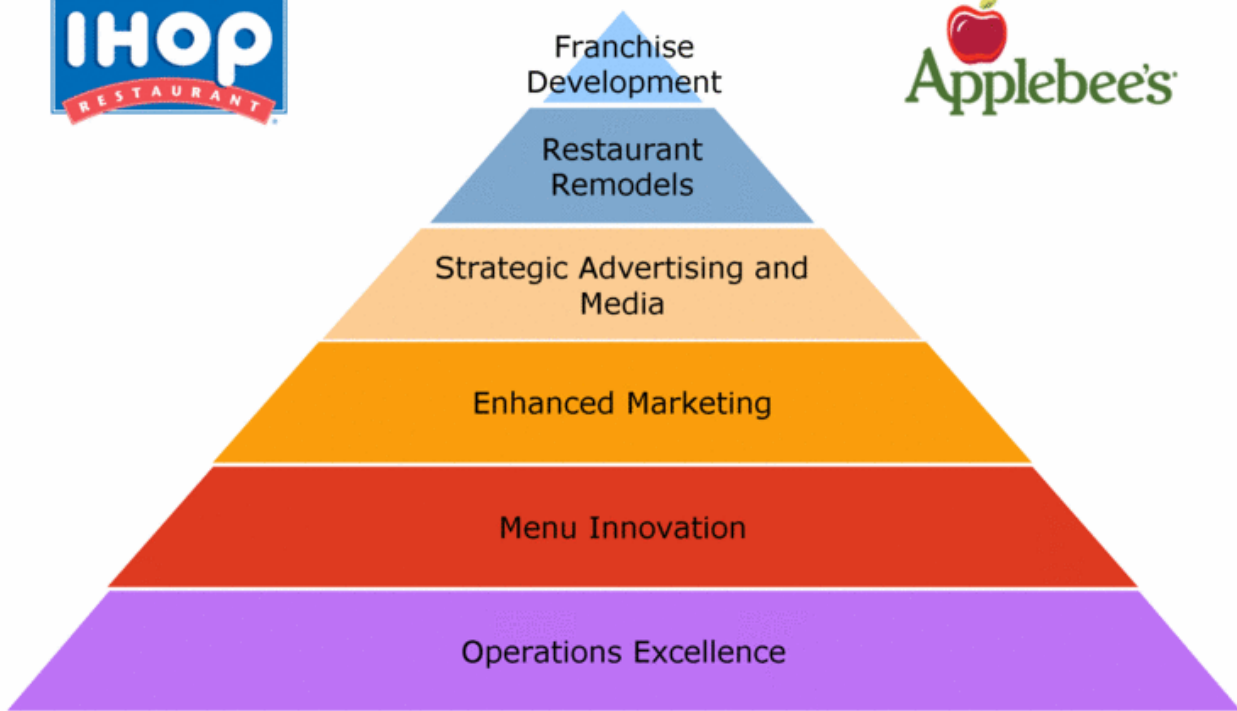 IHOP
RESTAURANT
Franchise
Development
Applebee's
Restaurant
Remodels
Strategic Advertising and
Media
Enhanced Marketing
Menu Innovation
Operations Excellence